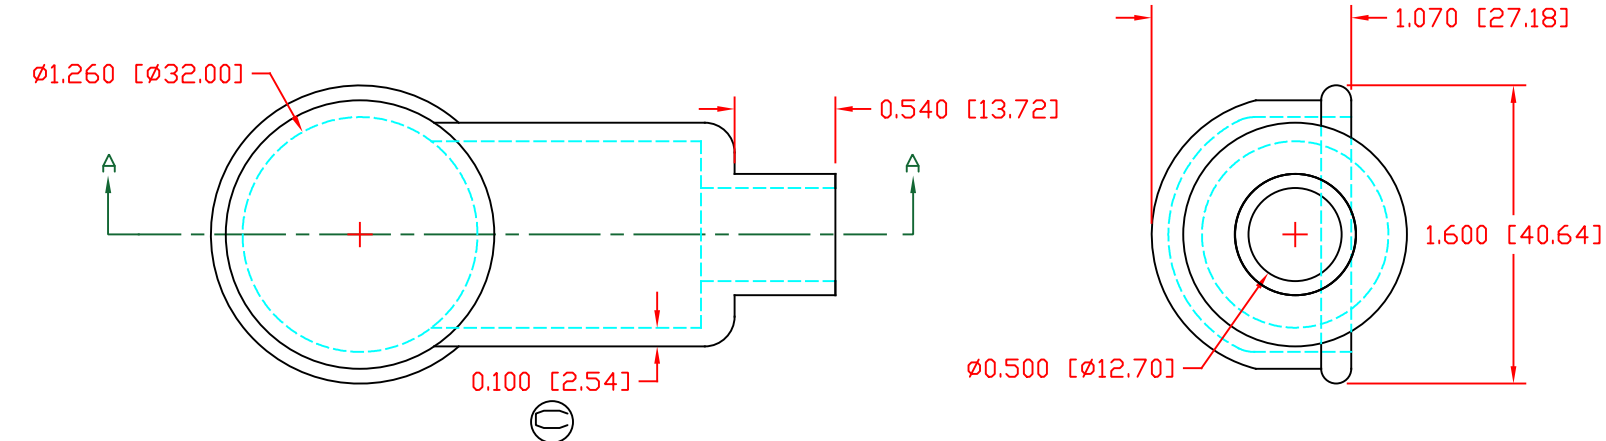 Ø1.260 [Ø32.00]
A
A
0.540 [13.72]
0.100 [2.54]
1.070 [27.18]
1.600 [40.64]
Ø0.500 [Ø12.70]